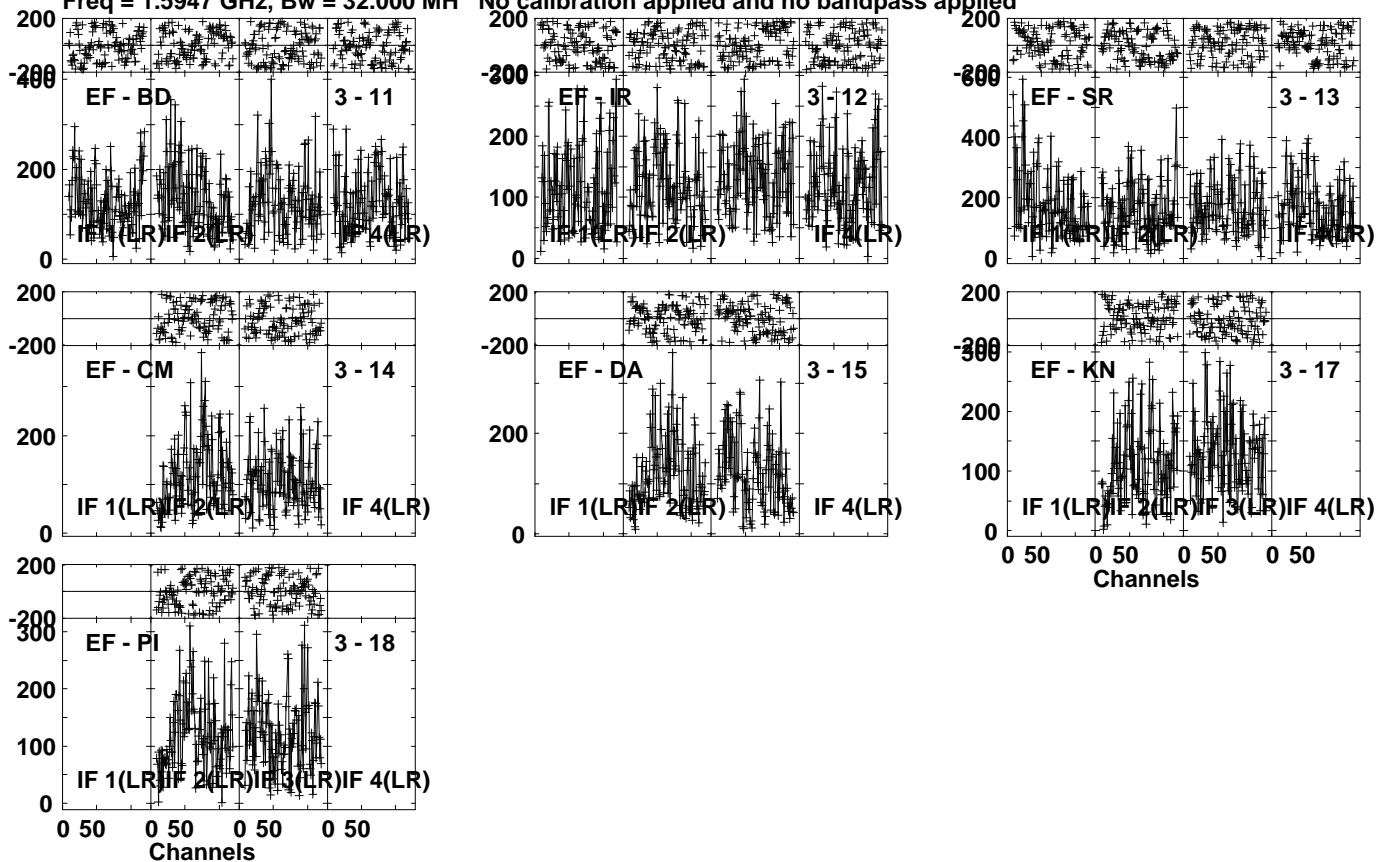 Freq = 1.5947 GHz, Bw = 32.000 MH No calibration applied and no bandpass applied
200 200 200
-200 -200 -200
400 300 600
EF - BD 3 - 11 EF - IR 3 - 12 EF - SR 3 - 13
200 400
200 100 200
IF 1(LR) IF 2(LR) IF 4(LR) IF 1(LR) IF 2(LR) IF 4(LR) IF 1(LR) IF 2(LR) IF 4(LR)
0 0 0
200 200 200
-200 -200 -200
300
EF - CM 3 - 14 EF - DA 3 - 15 EF - KN 3 - 17
200 200 200
100
IF 1(LR) IF 2(LR) IF 4(LR) IF 1(LR) IF 2(LR) IF 4(LR) IF 1(LR) IF 2(LR) IF 3(LR) IF 4(LR)
0 0 0
0 50 0 50 0 50 0 50
Channels
200
-200
300
EF - PI 3 - 18
200
100
IF 1(LR) IF 2(LR) IF 3(LR) IF 4(LR)
0
0 50 0 50 0 50 0 50
Channels